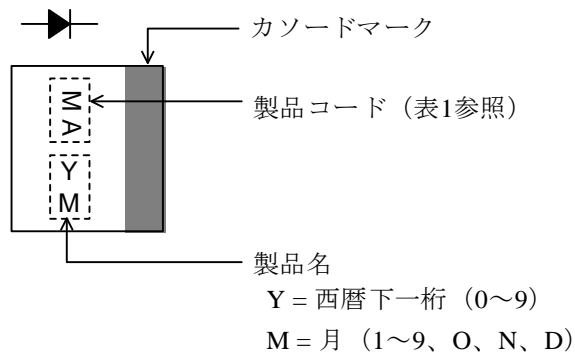 カソードマーク
MA
製品コード（表1参照）
Y
M
製品名
Y = 西暦下一桁（0～9）
M = 月（1～9、O、N、D）